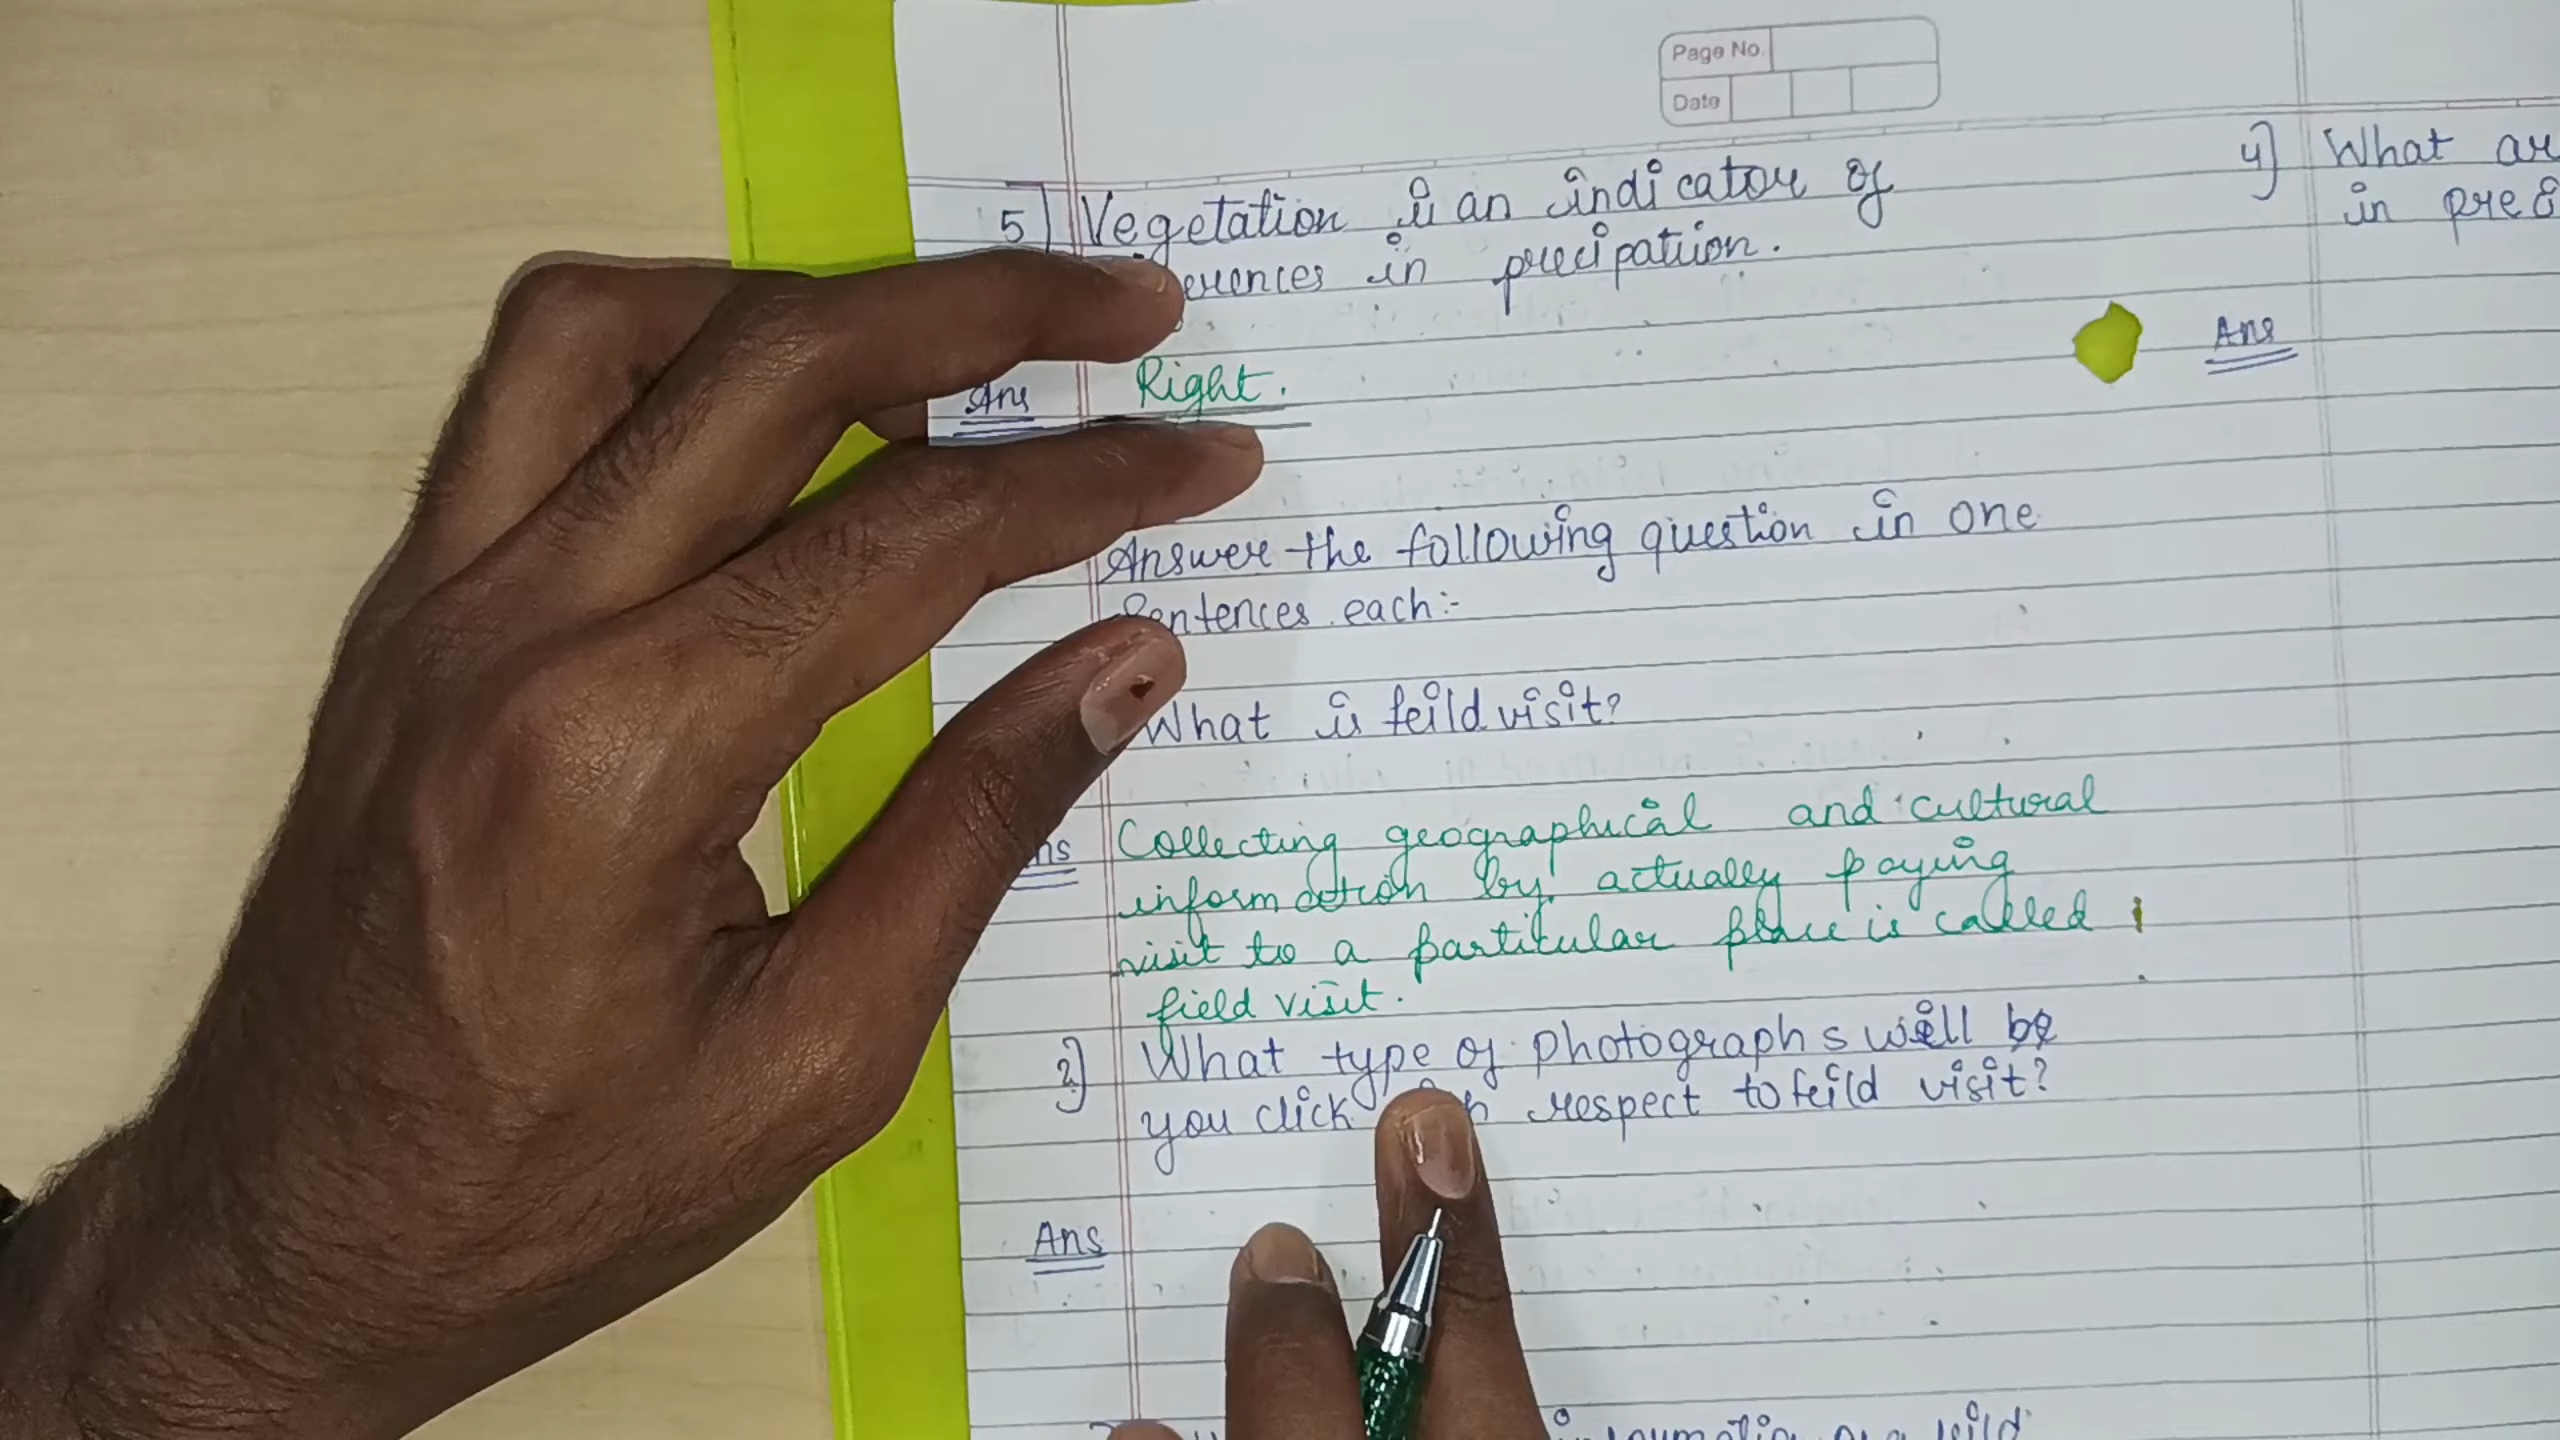 Page No.
Date
5] Vegetation is an indicator of
erences in precipation.
Ans Right.
Answer the following question in one
Sentences each:-
What is feild visit?
ns Collecting geographical and cultural
information by actually paying
visit to a particular place is called
field visit.
2] What type of photographs will be
you click respect to feild visit?
Ans
feild
4] What
in
Ans